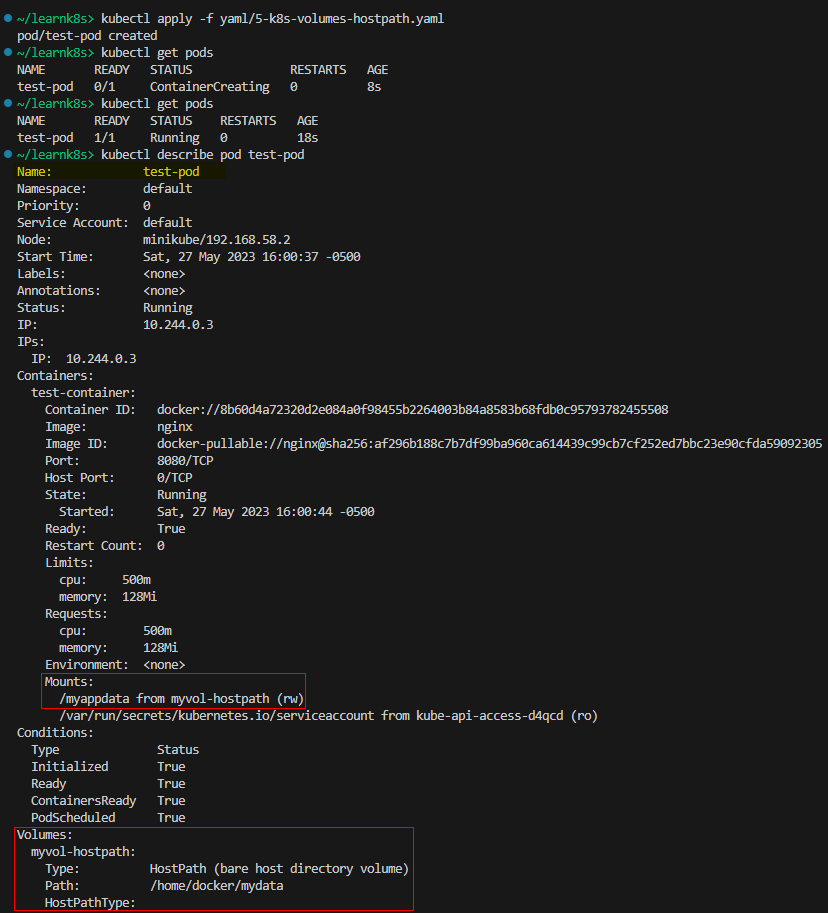 ~/learnk8s> kubectl apply -f yaml/5-k8s-volumes-hostpath.yaml
pod/test-pod created
~/learnk8s> kubectl get pods
NAME       READY   STATUS              RESTARTS   AGE
test-pod   0/1     ContainerCreating   0          8s
~/learnk8s> kubectl get pods
NAME       READY   STATUS    RESTARTS   AGE
test-pod   1/1     Running   0          18s
~/learnk8s> kubectl describe pod test-pod
Name:             test-pod
Namespace:        default
Priority:         0
Service Account:  default
Node:             minikube/192.168.58.2
Start Time:       Sat, 27 May 2023 16:00:37 -0500
Labels:           <none>
Annotations:      <none>
Status:           Running
IP:               10.244.0.3
IPs:
  IP:  10.244.0.3
Containers:
  test-container:
    Container ID:   docker://8b60d4a72320d2e084a0f98455b2264003b84a8583b68fdb0c95793782455508
    Image:          nginx
    Image ID:       docker-pullable://nginx@sha256:af296b188c7b7df99ba960ca614439c99cb7cf252ed7bbc23e90cfda59092305
    Port:           8080/TCP
    Host Port:      0/TCP
    State:          Running
      Started:      Sat, 27 May 2023 16:00:44 -0500
    Ready:          True
    Restart Count:  0
    Limits:
      cpu:     500m
      memory:  128Mi
    Requests:
      cpu:        500m
      memory:     128Mi
    Environment:  <none>
    Mounts:
      /myappdata from myvol-hostpath (rw)
      /var/run/secrets/kubernetes.io/serviceaccount from kube-api-access-d4qcd (ro)
Conditions:
  Type              Status
  Initialized       True
  Ready             True
  ContainersReady   True
  PodScheduled      True
Volumes:
  myvol-hostpath:
    Type:          HostPath (bare host directory volume)
    Path:          /home/docker/mydata
    HostPathType: